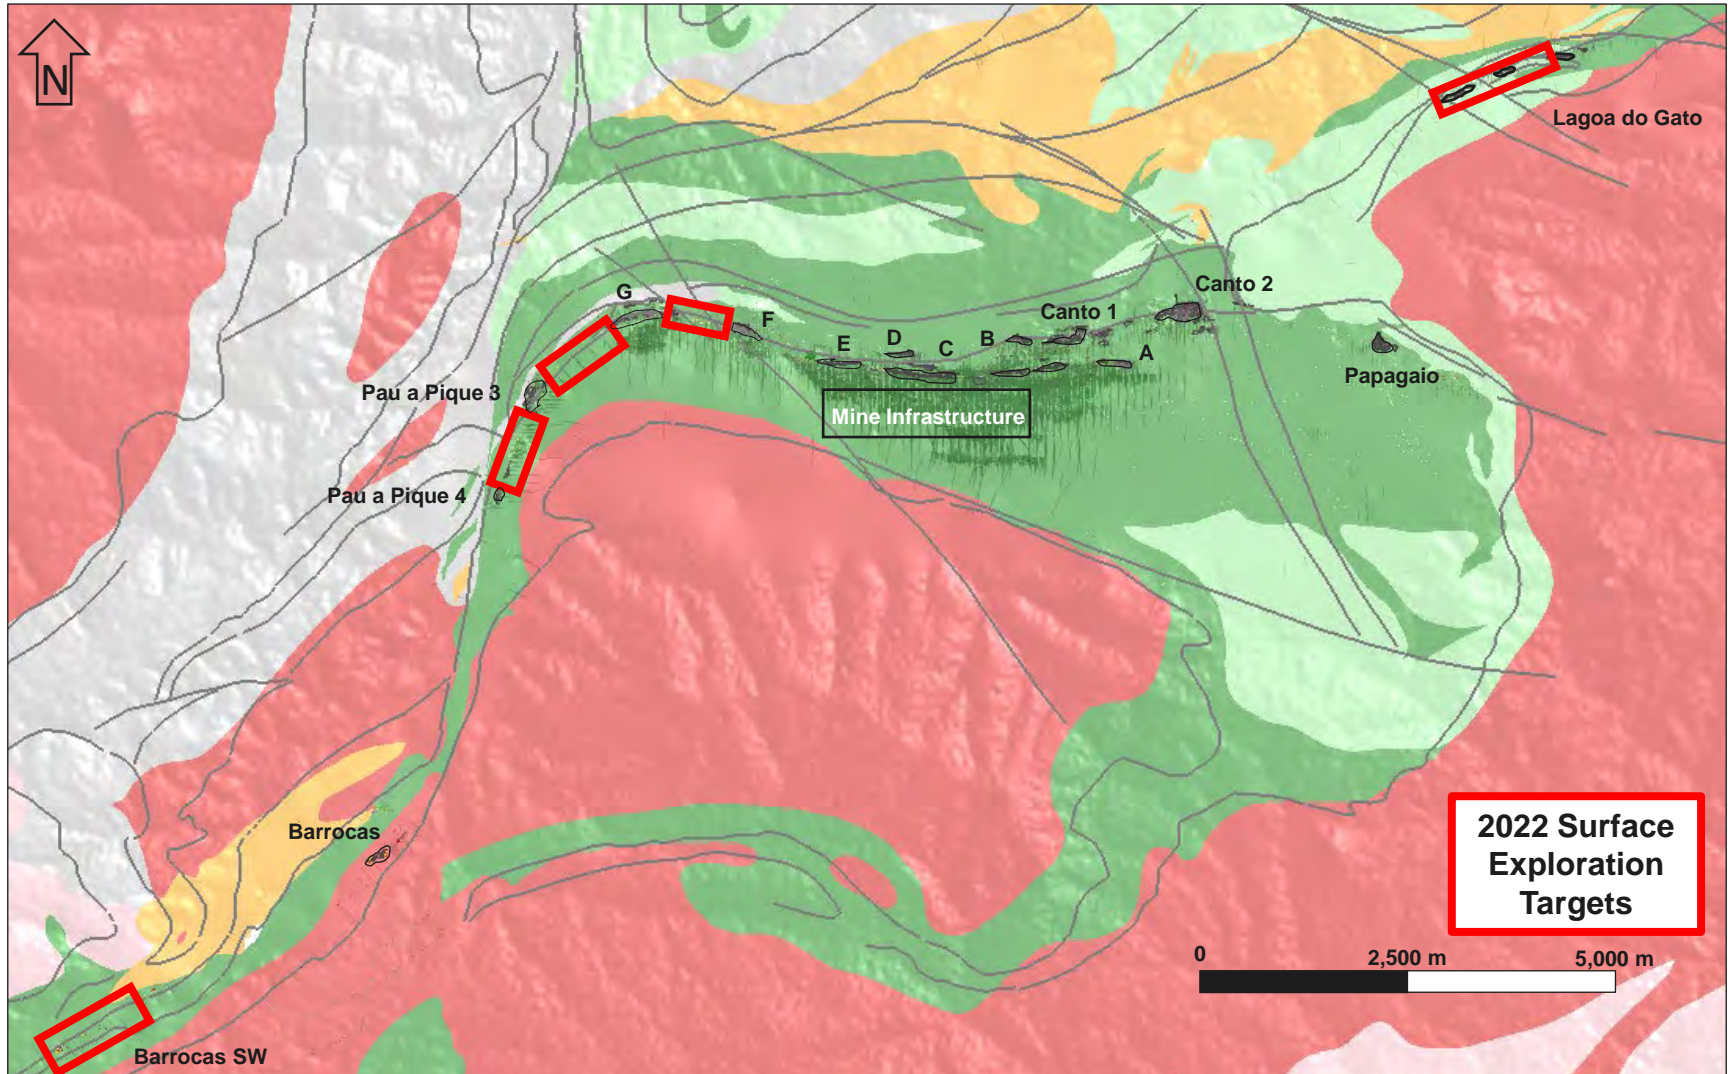 N
Lagoa do Gato
Canto 2
G
Canto 1
F
D
B
E
C
A
Papagaio
Pau a Pique 3
Mine Infrastructure
Pau a Pique 4
Barrocas
2022 Surface
Exploration
Targets
0 2,500 m 5,000 m
Barrocas SW